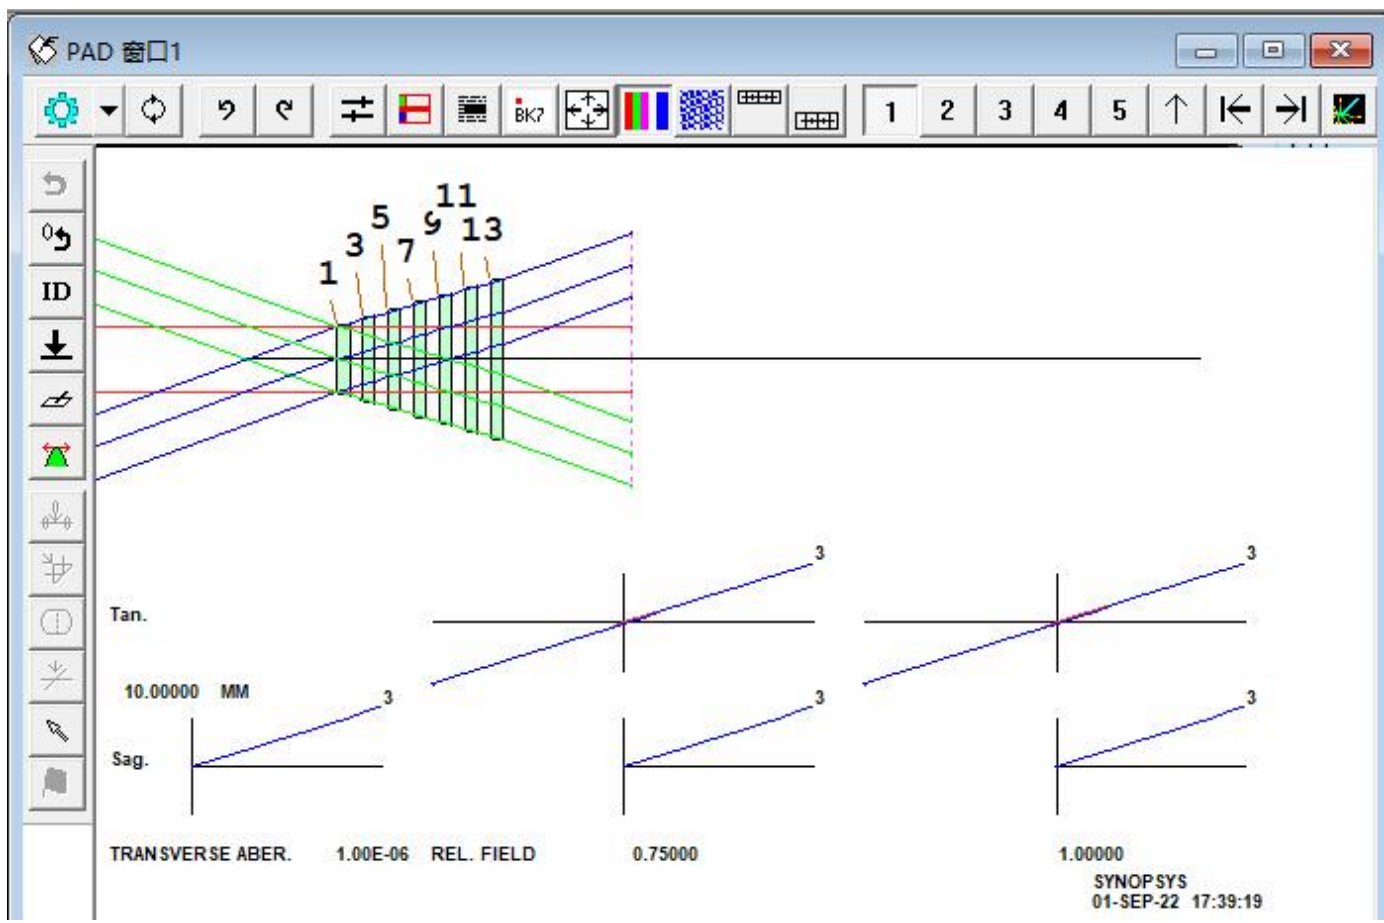 PAD 窗口1
BK7 1 2 3 4 5
0
ID
11
5 9 13
3 7
1
3 3
Tan.
10.00000 MM 3 3 3
Sag.
TRANSVERSE ABER. 1.00E-06 REL. FIELD 0.75000 1.00000
SYNOPSYS
01-SEP-22 17:39:19